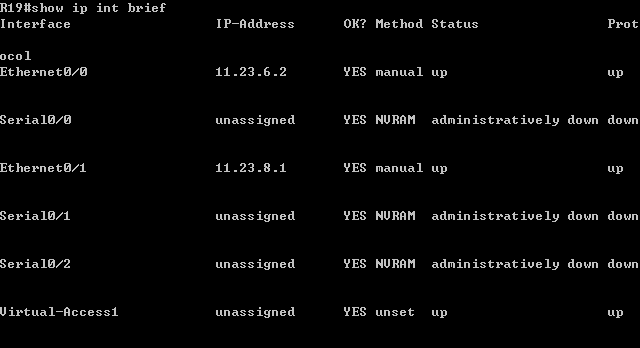 R19#show ip int brief
Interface IP-Address OK? Method Status Prot
ocol
Ethernet0/0 11.23.6.2 YES manual up up
Serial0/0 unassigned YES NVRAM administratively down down
Ethernet0/1 11.23.8.1 YES manual up up
Serial0/1 unassigned YES NVRAM administratively down down
Serial0/2 unassigned YES NVRAM administratively down down
Virtual-Access1 unassigned YES unset up up